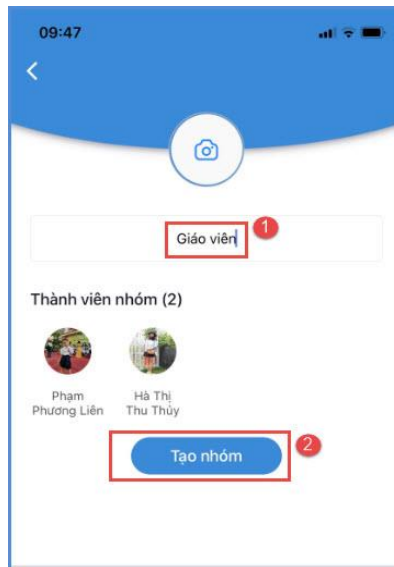 09:47
Giáo viên
1
Thành viên nhóm (2)
Phạm
Phương Liên
Hà Thị
Thu Thủy
Tạo nhóm
2